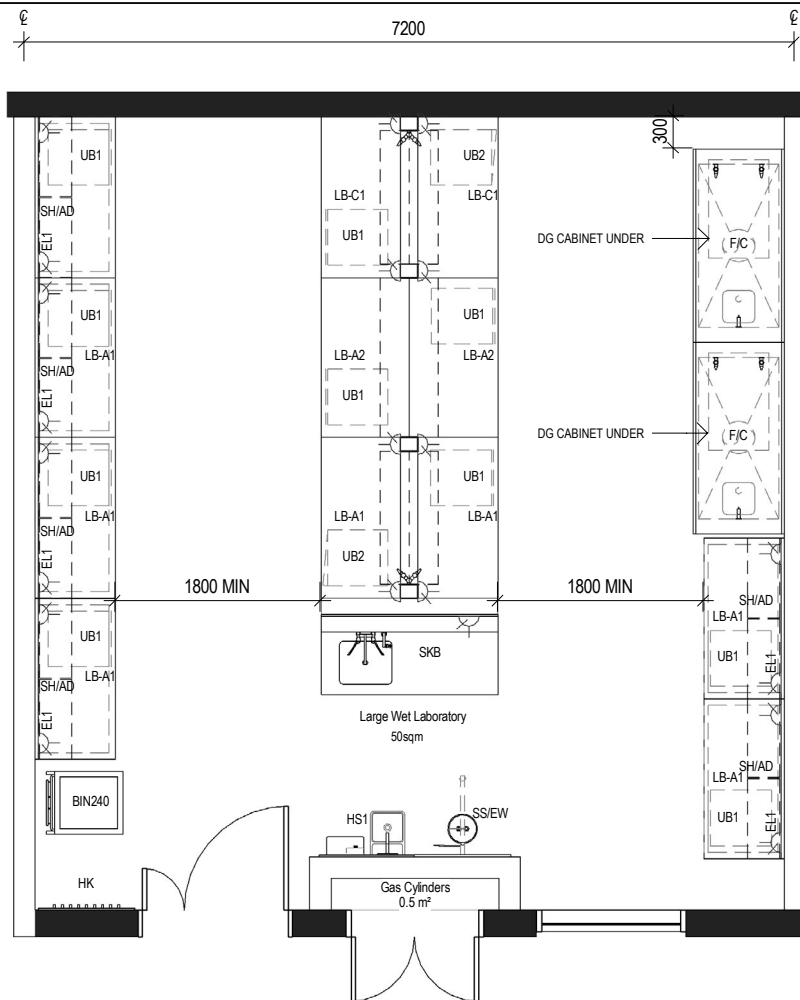 ℄
℄
7200
300
UB1
SH/AD
EL1
LB-C1
UB1
UB2
LB-C1
DG CABINET UNDER
F/C
UB1
LB-A1
SH/AD
EL1
LB-A2
UB1
UB1
LB-A2
DG CABINET UNDER
F/C
UB1
LB-A1
SH/AD
EL1
LB-A1
UB2
UB1
LB-A1
1800 MIN
1800 MIN
UB1
LB-A1
SH/AD
EL1
SKB
SH/AD
LB-A1
UB1
EL1
Large Wet Laboratory
50sqm
SH/AD
LB-A1
UB1
EL1
BIN240
HS1
SS/EW
HK
Gas Cylinders
0.5 m²